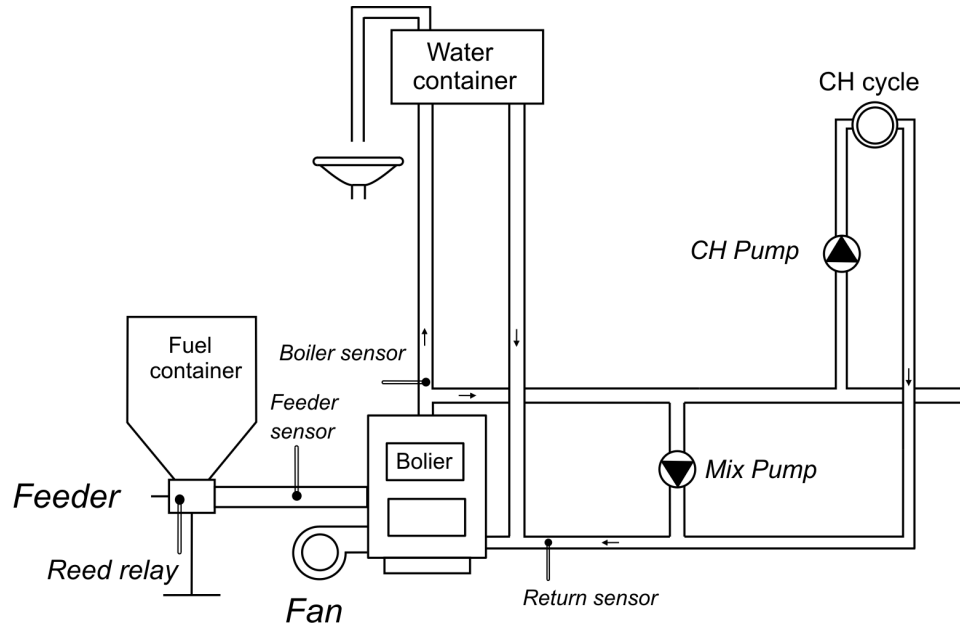 Water
container
CH cycle
CH Pump
Fuel
container
Boiler sensor
Feeder
sensor
Bolier
Mix Pump
Feeder
Reed relay
Fan
Return sensor